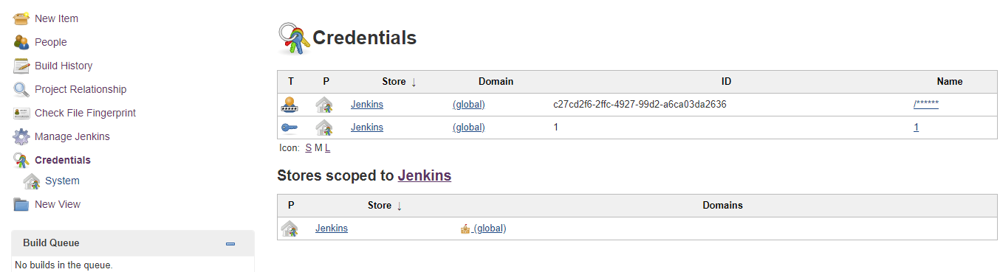 New Item
People
Build History
Project Relationship
Check File Fingerprint
Manage Jenkins
Credentials
System
New View
Build Queue
No builds in the queue.
Credentials
T P Store ↓ Domain ID Name
Jenkins (global) c27cd2f6-2ffc-4927-99d2-a6ca03da2636 /******
Jenkins (global) 1 1
Icon: S M L
Stores scoped to Jenkins
P Store ↓ Domains
Jenkins (global)